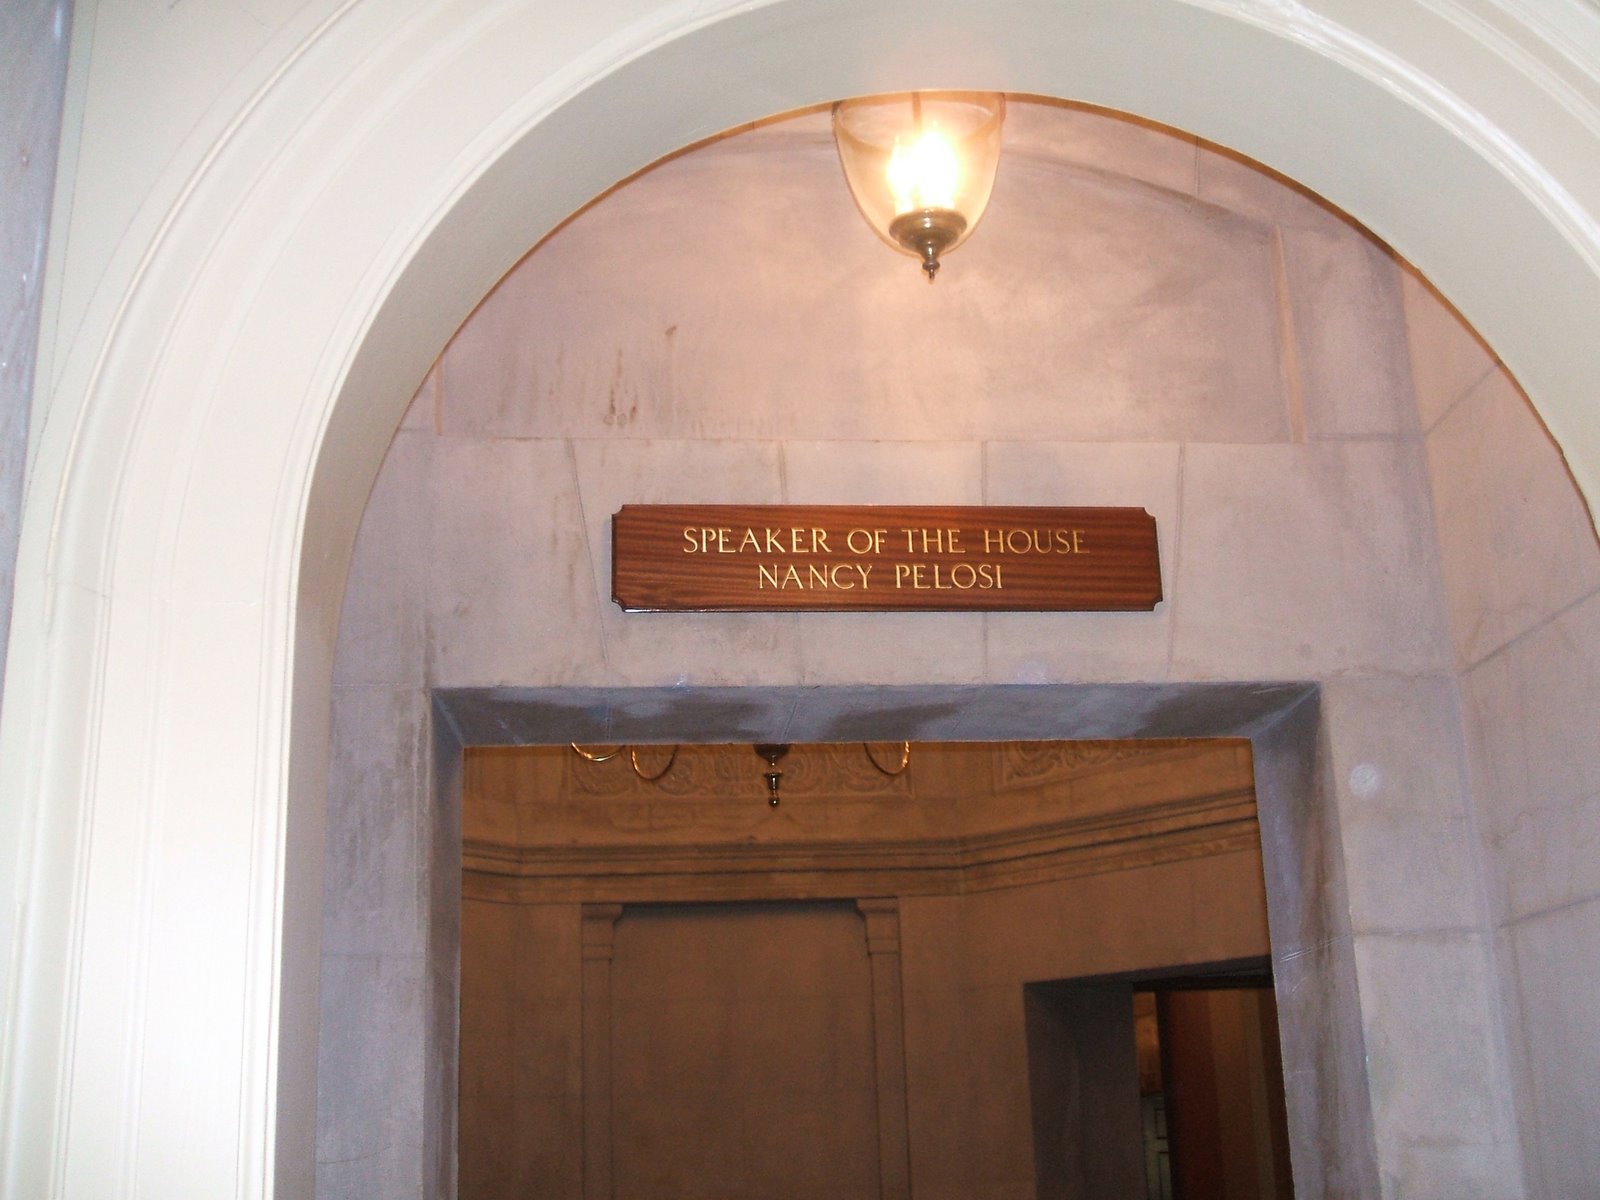 SPEAKER OF THE HOUSE
NANCY PELOSI